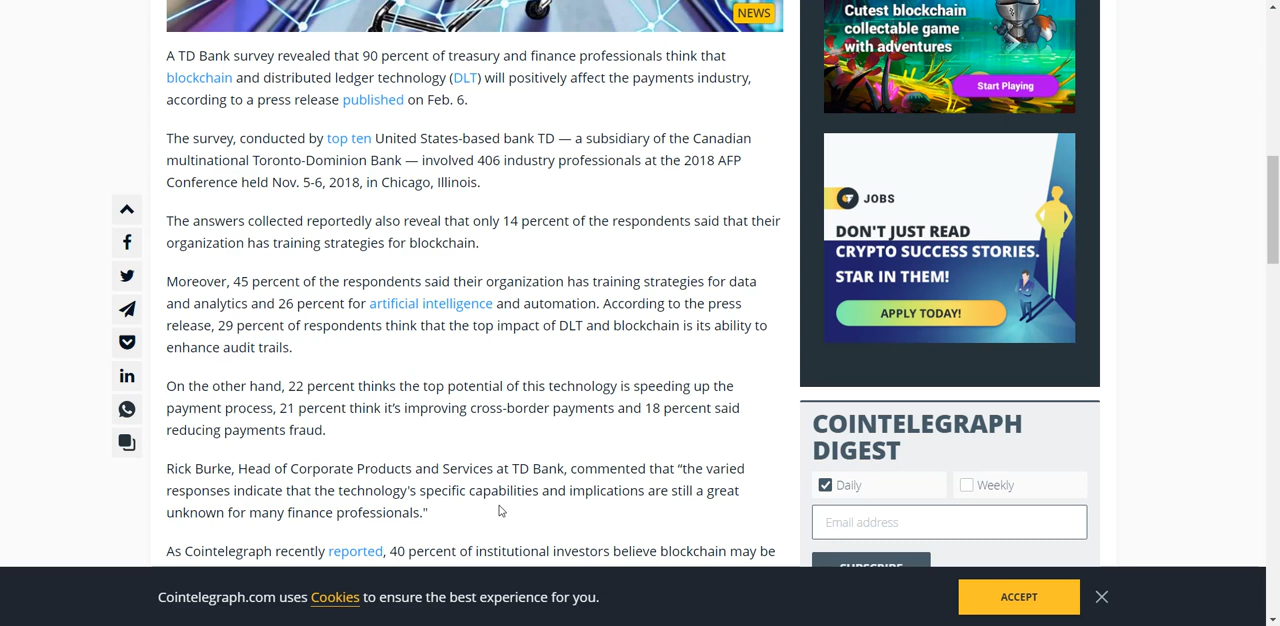 NEWS
A TD Bank survey revealed that 90 percent of treasury and finance professionals think that
blockchain and distributed ledger technology (DLT) will positively affect the payments industry,
according to a press release published on Feb. 6.
The survey, conducted by top ten United States-based bank TD — a subsidiary of the Canadian
multinational Toronto-Dominion Bank — involved 406 industry professionals at the 2018 AFP
Conference held Nov. 5-6, 2018, in Chicago, Illinois.
The answers collected reportedly also reveal that only 14 percent of the respondents said that their
organization has training strategies for blockchain.
Moreover, 45 percent of the respondents said their organization has training strategies for data
and analytics and 26 percent for artificial intelligence and automation. According to the press
release, 29 percent of respondents think that the top impact of DLT and blockchain is its ability to
enhance audit trails.
On the other hand, 22 percent thinks the top potential of this technology is speeding up the
payment process, 21 percent think it's improving cross-border payments and 18 percent said
reducing payments fraud.
Rick Burke, Head of Corporate Products and Services at TD Bank, commented that “the varied
responses indicate that the technology's specific capabilities and implications are still a great
unknown for many finance professionals."
As Cointelegraph recently reported, 40 percent of institutional investors believe blockchain may be
Cutest blockchain
collectable game
with adventures
Start Playing
JOBS
DON'T JUST READ
CRYPTO SUCCESS STORIES.
STAR IN THEM!
APPLY TODAY!
COINTELEGRAPH
DIGEST
Daily
Weekly
Email address
SUBSCRIBE
Cointelegraph.com uses Cookies to ensure the best experience for you.
ACCEPT